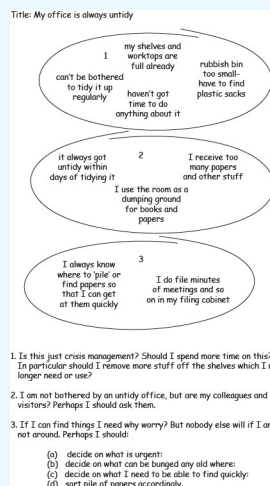 Title: My office is always untidy
1
my shelves and
worktops are
full already
can't be bothered
to tidy it up
regularly
haven't got
time to do
anything about it
rubbish bin
too small-
have to find
plastic sacks
2
it always got
untidy within
days of tidying it
I use the room as a
dumping ground
for books and
papers
I receive too
many papers
and other stuff
3
I always know
where to 'pile' or
find papers so
that I can get
at them quickly
I do file minutes
of meetings and so
on in my filing cabinet
1. Is this just crisis management? Should I spend more time on this?
In particular should I remove more stuff off the shelves which I
longer need or use?
2. I am not bothered by an untidy office, but are my colleagues and
visitors? Perhaps I should ask them.
3. If I can find things I need why worry? But nobody else will if I
not around. Perhaps I should:
(a) decide on what is urgent:
(b) decide on what can be bunged any old where:
(c) decide on what I need to be able to find quickly:
(d) sort pile of papers accordingly.